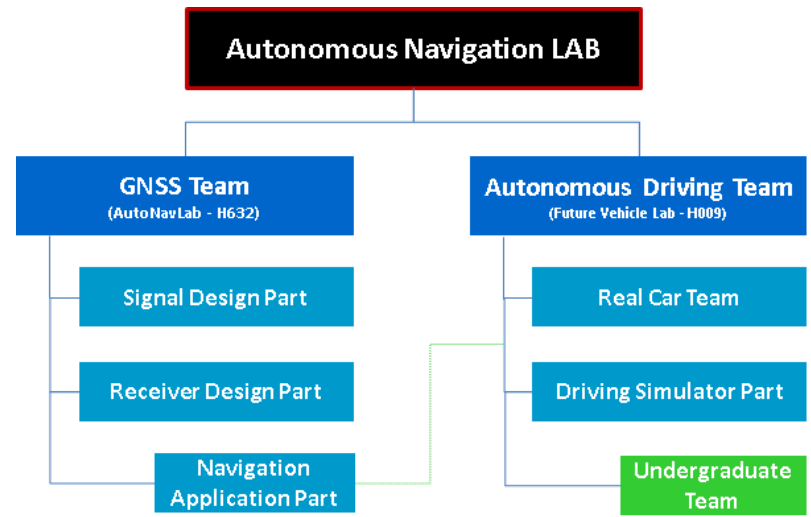 Autonomous Navigation LAB
GNSS Team
(AutoNavLab - H632)
Autonomous Driving Team
(Future Vehicle Lab - H009)
Signal Design Part
Real Car Team
Receiver Design Part
Driving Simulator Part
Navigation
Application Part
Undergraduate
Team